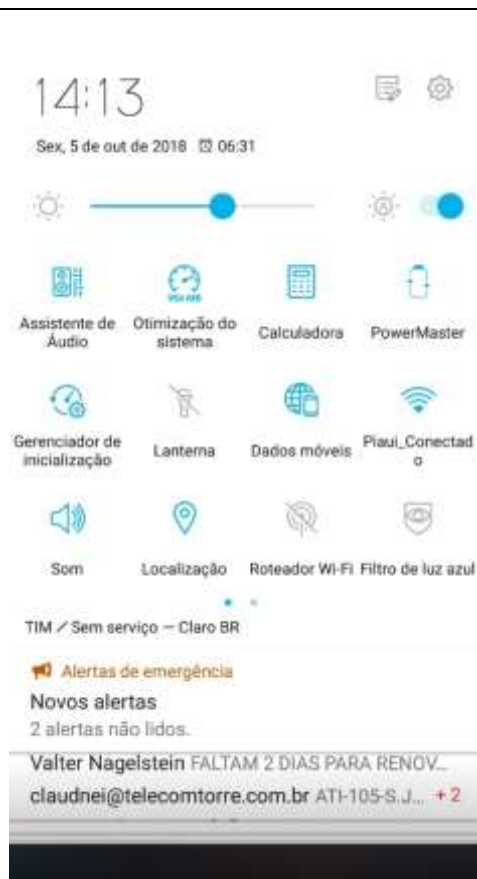 14:13
Sex, 5 de out de 2018 06:31
Assistente de Áudio
Otimização do sistema
Calculadora
PowerMaster
Gerenciador de inicialização
Lanterna
Dados móveis
Piaui_Conectado
Som
Localização
Roteador Wi-Fi
Filtro de luz azul
TIM / Sem serviço — Claro BR
Alertas de emergência
Novos alertas
2 alertas não lidos.
Valter Nagelstein FALTAM 2 DIAS PARA RENOV...
claudnei@telecomtorre.com.br ATI-105-S.J... +2